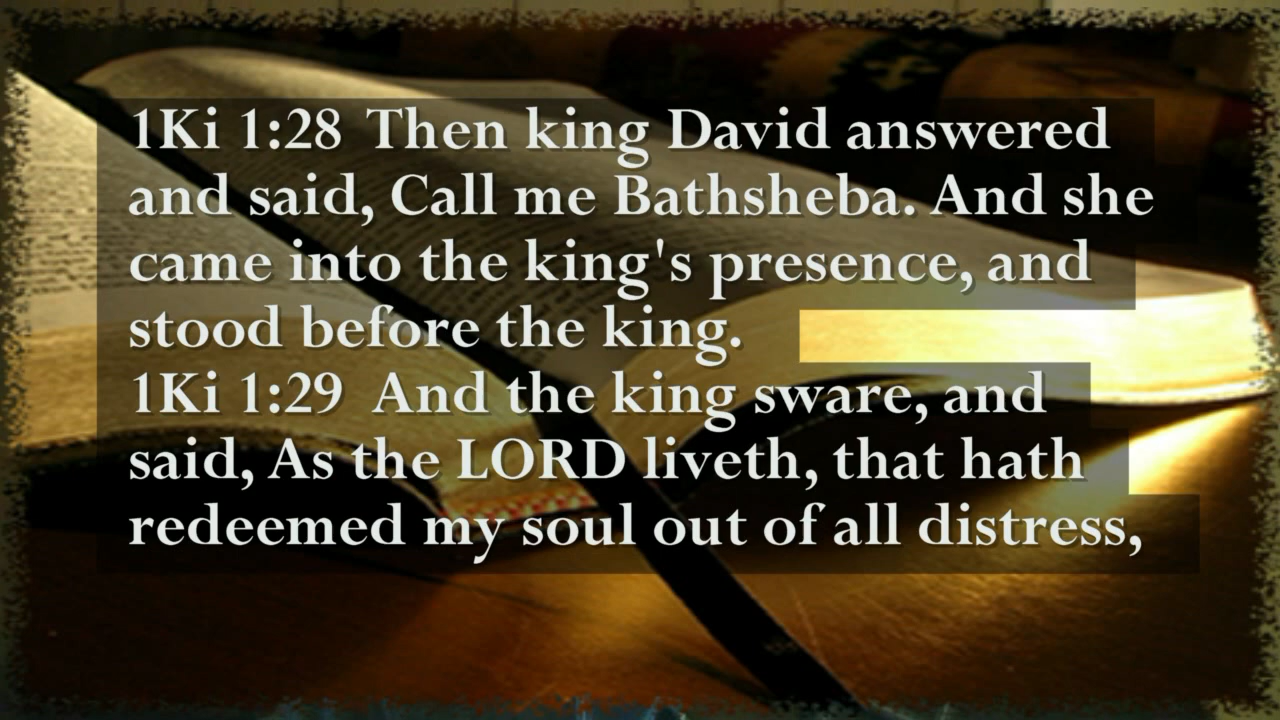 1Ki 1:28 Then king David answered
and said, Call me Bathsheba. And she
came into the king's presence, and
stood before the king.
1Ki 1:29 And the king sware, and
said, As the LORD liveth, that hath
redeemed my soul out of all distress,